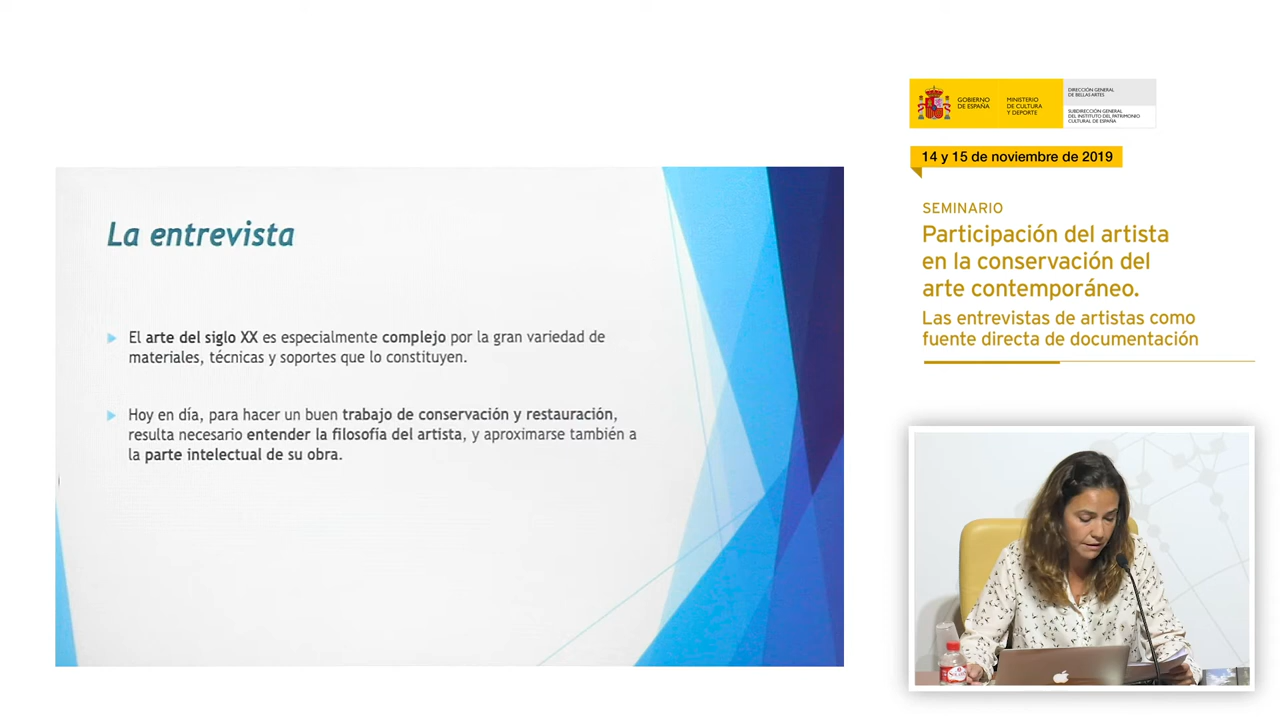 La entrevista
El arte del siglo XX es especialmente complejo por la gran variedad de
materiales, técnicas y soportes que lo constituyen.
Hoy en día, para hacer un buen trabajo de conservación y restauración,
resulta necesario entender la filosofía del artista, y aproximarse también a
la parte intelectual de su obra.
GOBIERNO
DE ESPAÑA
MINISTERIO
DE CULTURA
Y DEPORTE
DIRECCIÓN GENERAL
DE BELLAS ARTES
SUBDIRECCIÓN GENERAL
DEL INSTITUTO DEL PATRIMONIO
CULTURAL DE ESPAÑA
14 y 15 de noviembre de 2019
SEMINARIO
Participación del artista
en la conservación del
arte contemporáneo.
Las entrevistas de artistas como
fuente directa de documentación